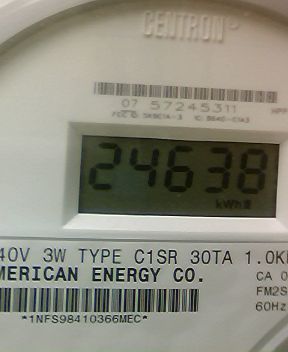 CENTRON
07 57245311
24638
kWh
40V 3W TYPE C1SR 30TA 1.0K
MERICAN ENERGY CO.
CA 0
FM2S
60Hz
*1NFS98410366MEC*